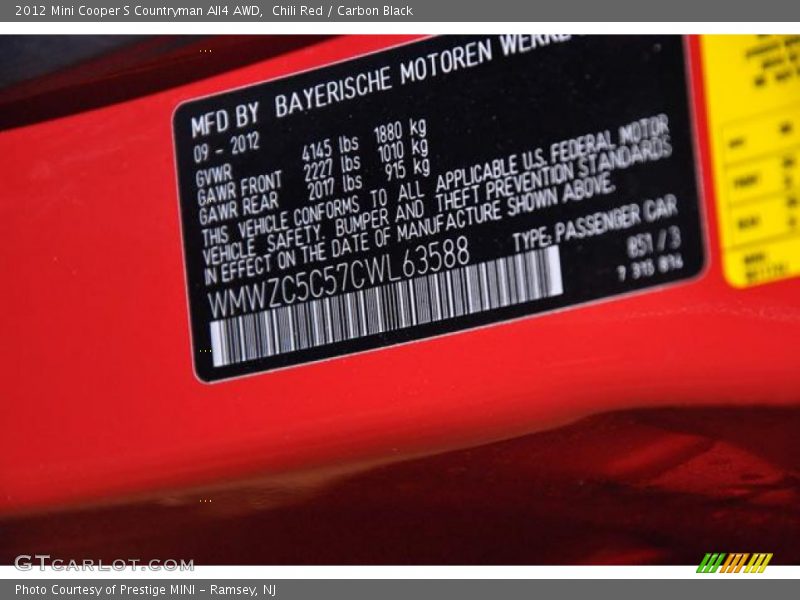 2012 Mini Cooper S Countryman All4 AWD, Chili Red / Carbon Black
MFD BY BAYERISCHE MOTOREN WERKE
09 - 2012
GVWR 4145 lbs 1880 kg
GAWR FRONT 2227 lbs 1010 kg
GAWR REAR 2017 lbs 915 kg
THIS VEHICLE CONFORMS TO ALL APPLICABLE U.S. FEDERAL MOTOR
VEHICLE SAFETY, BUMPER AND THEFT PREVENTION STANDARDS
IN EFFECT ON THE DATE OF MANUFACTURE SHOWN ABOVE.
WMWZC5C57CWL63588 TYPE: PASSENGER CAR
851 / 3
GTCARLOT.COM
Photo Courtesy of Prestige MINI - Ramsey, NJ